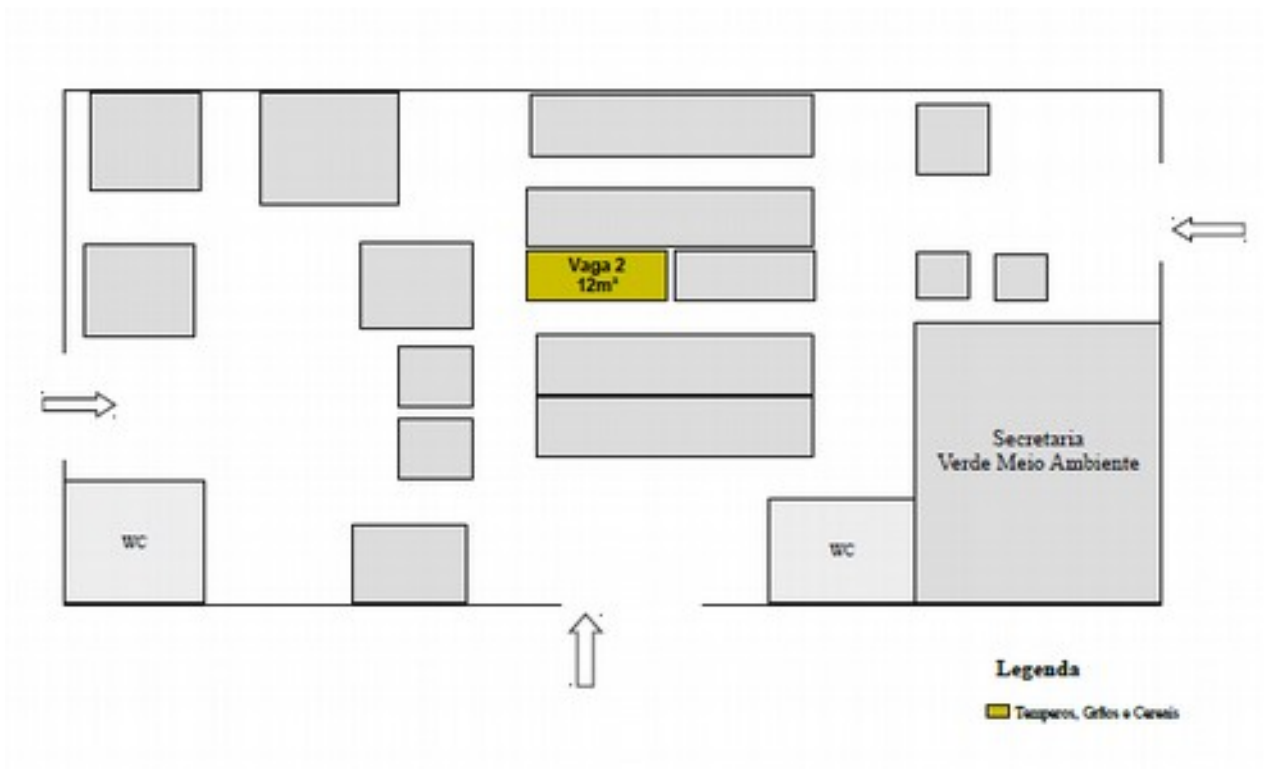 Vaga 2
12m²
Secretaria
Verde Meio Ambiente
WC
WC
Legenda
Temperos, Grãos e Cereais